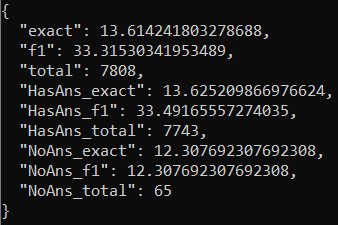 {
  "exact": 13.614241803278688,
  "f1": 33.31530341953489,
  "total": 7808,
  "HasAns_exact": 13.625209866976624,
  "HasAns_f1": 33.49165557274035,
  "HasAns_total": 7743,
  "NoAns_exact": 12.307692307692308,
  "NoAns_f1": 12.307692307692308,
  "NoAns_total": 65
}